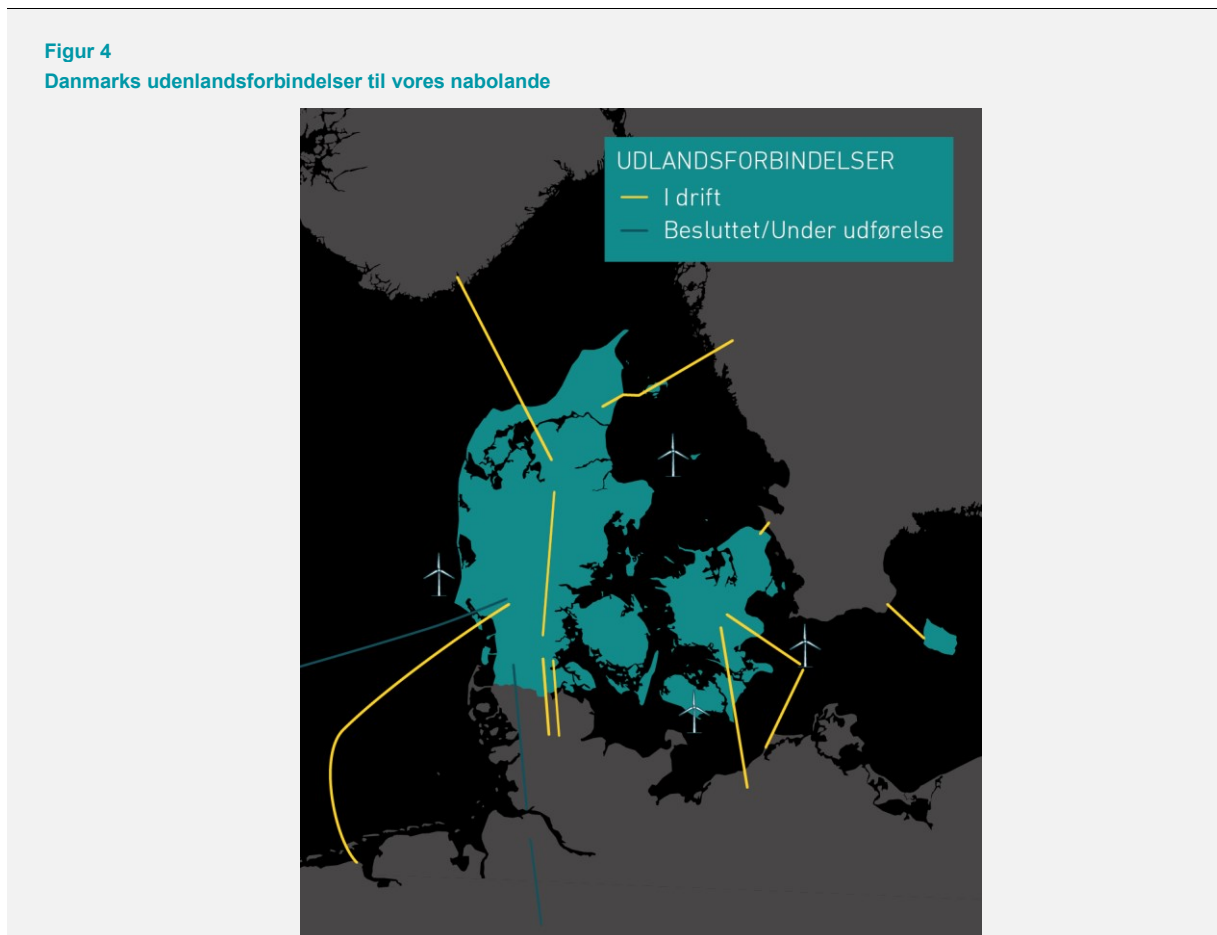 Figur 4
Danmarks udenlandsforbindelser til vores nabolande
UDLANDSFORBINDELSER
I drift
Besluttet/Under udførelse